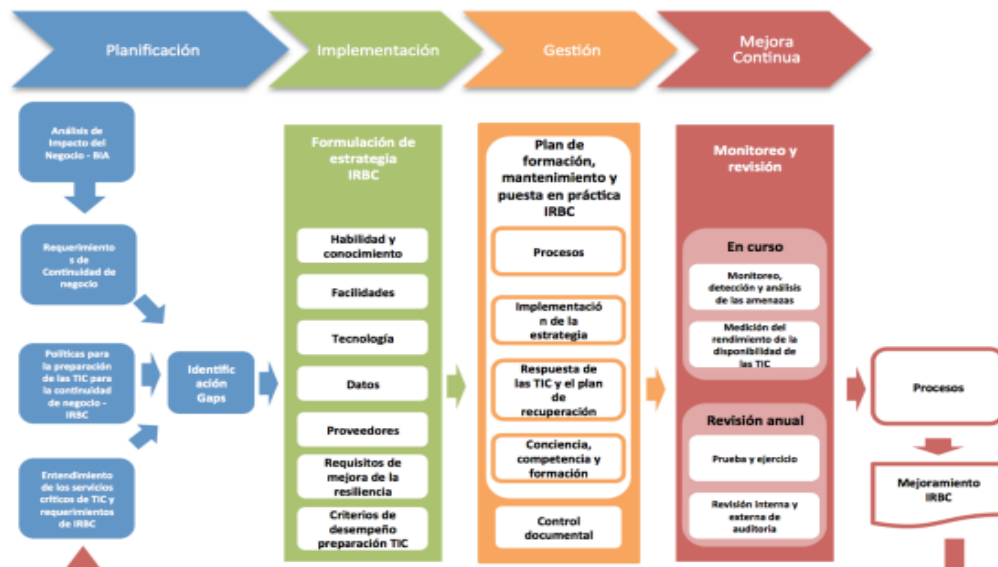 Planificación
Implementación
Gestión
Mejora
Continua
Análisis de
Impacto del
Negocio - BIA
Requerimiento
s de
Continuidad de
negocio
Políticas para
la preparación
de las TIC para
la continuidad
de negocio -
IRBC
Entendimiento
de los servicios
críticos de TIC y
requerimientos
de IRBC
Identific
ación
Gaps
Formulación de
estrategia
IRBC
Habilidad y
conocimiento
Facilidades
Tecnología
Datos
Proveedores
Requisitos de
mejora de la
resiliencia
Criterios de
desempeño
preparación TIC
Plan de
formación,
mantenimiento y
puesta en práctica
IRBC
Procesos
Implementació
n de la
estrategia
Respuesta de
las TIC y el plan
de
recuperación
Conciencia,
competencia y
formación
Control
documental
Monitoreo y
revisión
En curso
Monitoreo,
detección y análisis
de las amenazas
Medición del
rendimiento de la
disponibilidad de
las TIC
Revisión anual
Prueba y ejercicio
Revisión interna y
externa de
auditoria
Procesos
Mejoramiento
IRBC